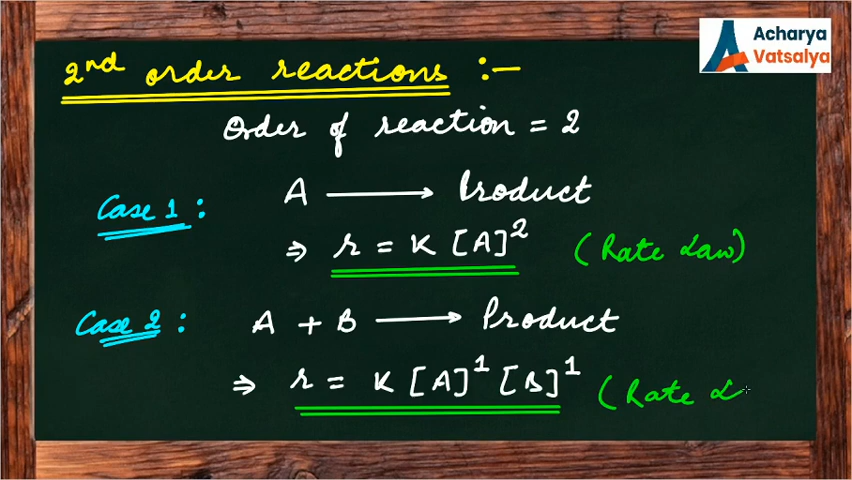 Acharya
Vatsalya
2nd order reactions :-
Order of reaction = 2
Case 1 : A ⟶ Product
⇒ r = K [A]² (Rate Law)
Case 2 : A + B ⟶ Product
⇒ r = K [A]¹ [B]¹ (Rate L